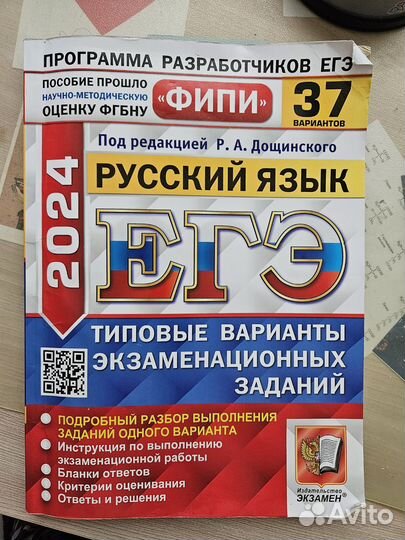 ПРОГРАММА РАЗРАБОТЧИКОВ ЕГЭ
ПОСОБИЕ ПРОШЛО
НАУЧНО-МЕТОДИЧЕСКУЮ
ОЦЕНКУ ФГБНУ
«ФИПИ»
37
ВАРИАНТОВ
Под редакцией Р. А. Дощинского
2024
РУССКИЙ ЯЗЫК
ЕГЭ
ТИПОВЫЕ ВАРИАНТЫ
ЭКЗАМЕНАЦИОННЫХ
ЗАДАНИЙ
• ПОДРОБНЫЙ РАЗБОР ВЫПОЛНЕНИЯ
ЗАДАНИЙ ОДНОГО ВАРИАНТА
• Инструкция по выполнению
экзаменационной работы
• Бланки ответов
• Критерии оценивания
• Ответы и решения
Издательство
ЭКЗАМЕН®
Avito